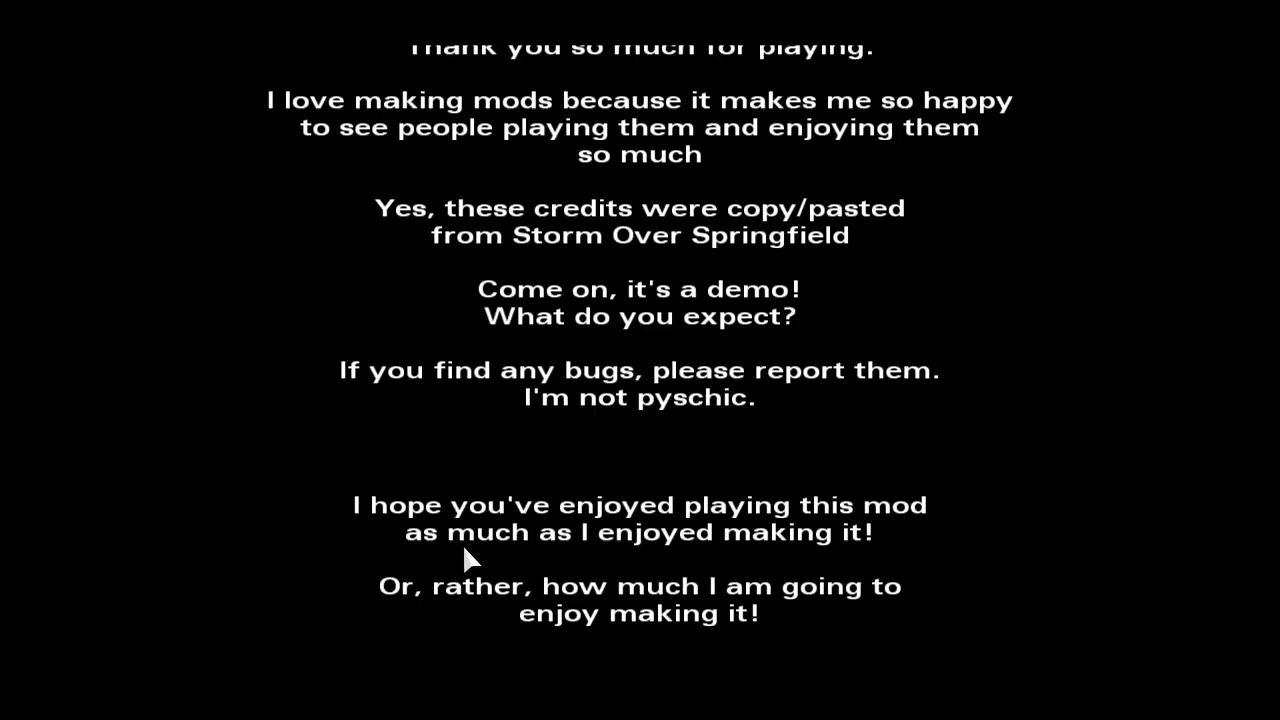 Thank you so much for playing.
I love making mods because it makes me so happy
to see people playing them and enjoying them
so much
Yes, these credits were copy/pasted
from Storm Over Springfield
Come on, it's a demo!
What do you expect?
If you find any bugs, please report them.
I'm not pyschic.
I hope you've enjoyed playing this mod
as much as I enjoyed making it!
Or, rather, how much I am going to
enjoy making it!